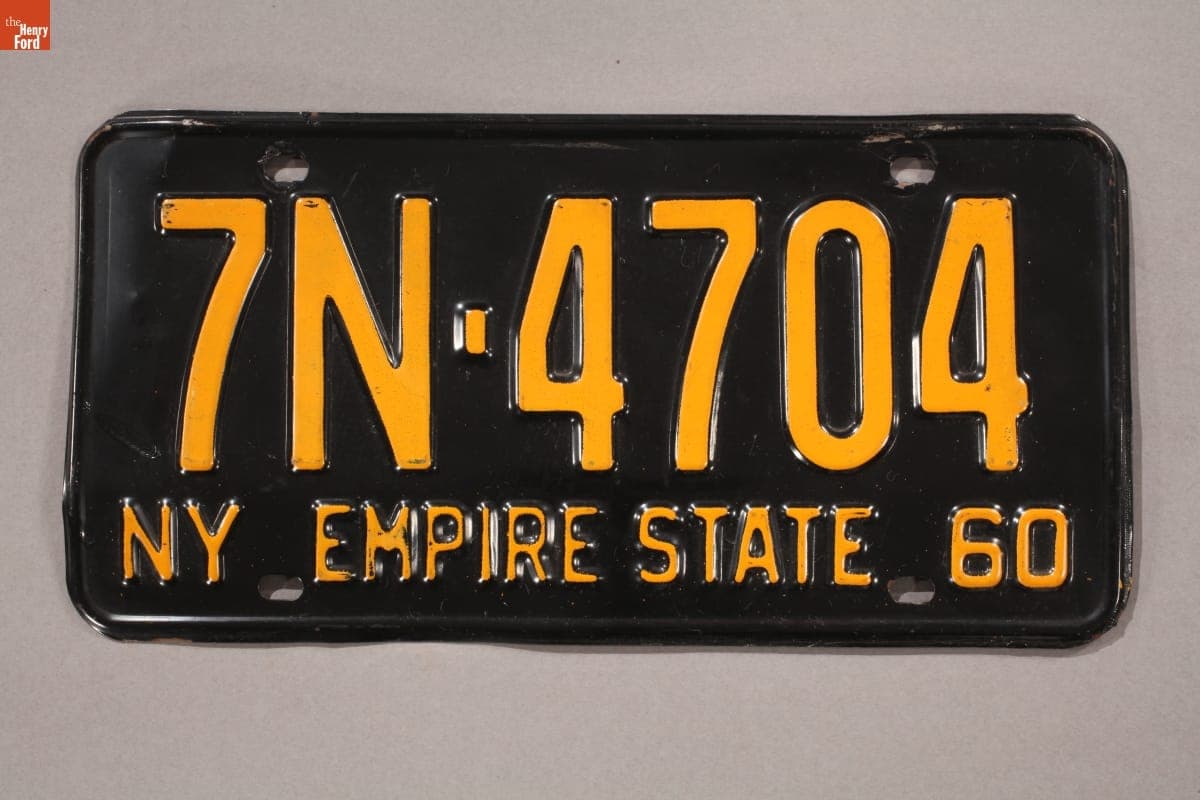 the
Henry
Ford
7N-4704
NY EMPIRE STATE 60